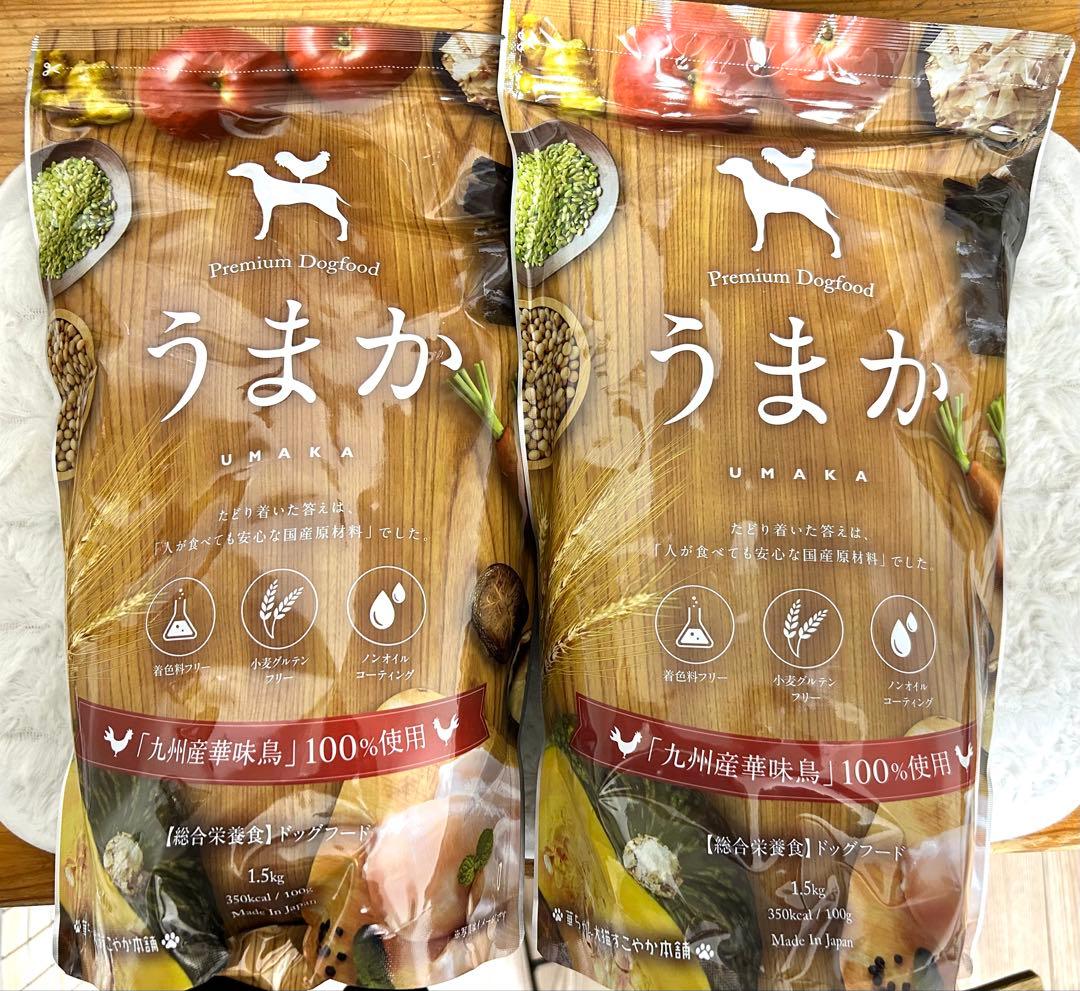 Premium Dogfood
うまか
UMAKA
たどり着いた答えは、
「人が食べても安心な国産原材料」でした。
着色料フリー
小麦グルテン
フリー
ノンオイル
コーティング
「九州産華味鳥」100%使用
【総合栄養食】ドッグフード
1.5kg
350kcal / 100g
Made In Japan
Premium Dogfood
うまか
UMAKA
たどり着いた答えは、
「人が食べても安心な国産原材料」でした。
着色料フリー
小麦グルテン
フリー
ノンオイル
コーティング
「九州産華味鳥」100%使用
【総合栄養食】ドッグフード
1.5kg
350kcal / 100g
Made In Japan
犬猫すこやか本舗